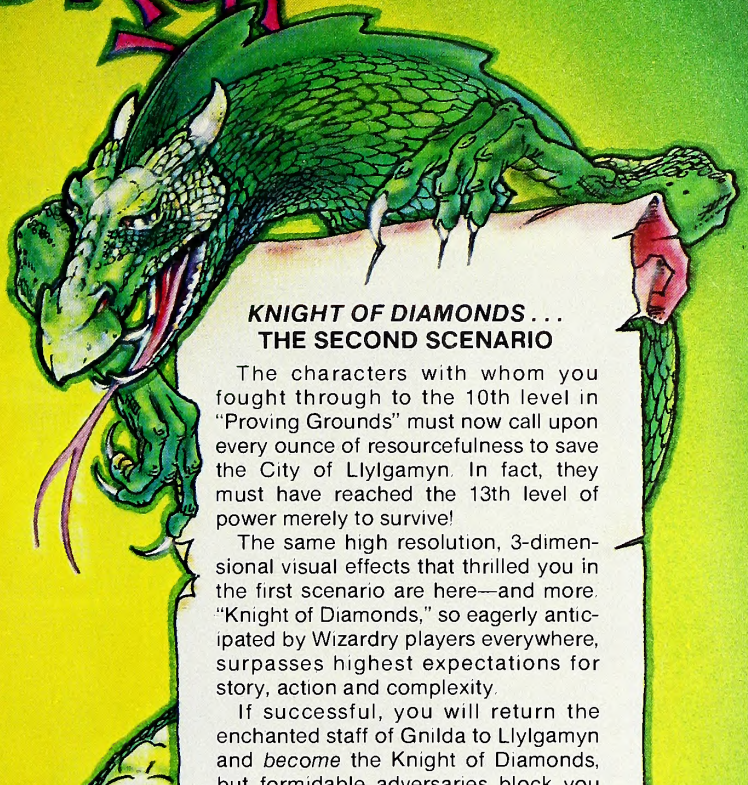 KNIGHT OF DIAMONDS...
THE SECOND SCENARIO
The characters with whom you
fought through to the 10th level in
"Proving Grounds" must now call upon
every ounce of resourcefulness to save
the City of Llylgamyn. In fact, they
must have reached the 13th level of
power merely to survive!
The same high resolution, 3-dimen-
sional visual effects that thrilled you in
the first scenario are here—and more.
"Knight of Diamonds," so eagerly antic-
ipated by Wizardry players everywhere,
surpasses highest expectations for
story, action and complexity.
If successful, you will return the
enchanted staff of Gnilda to Llylgamyn
and become the Knight of Diamonds,
but formidable adversaries block you